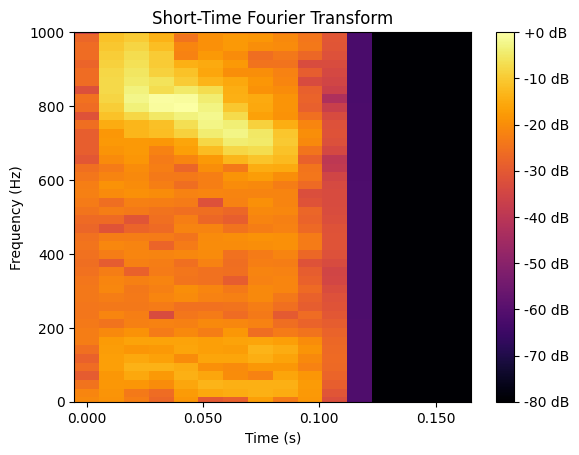 Short-Time Fourier Transform
1000
800
600
400
200
0
Frequency (Hz)
0.000
0.050
0.100
0.150
Time (s)
+0 dB
-10 dB
-20 dB
-30 dB
-40 dB
-50 dB
-60 dB
-70 dB
-80 dB